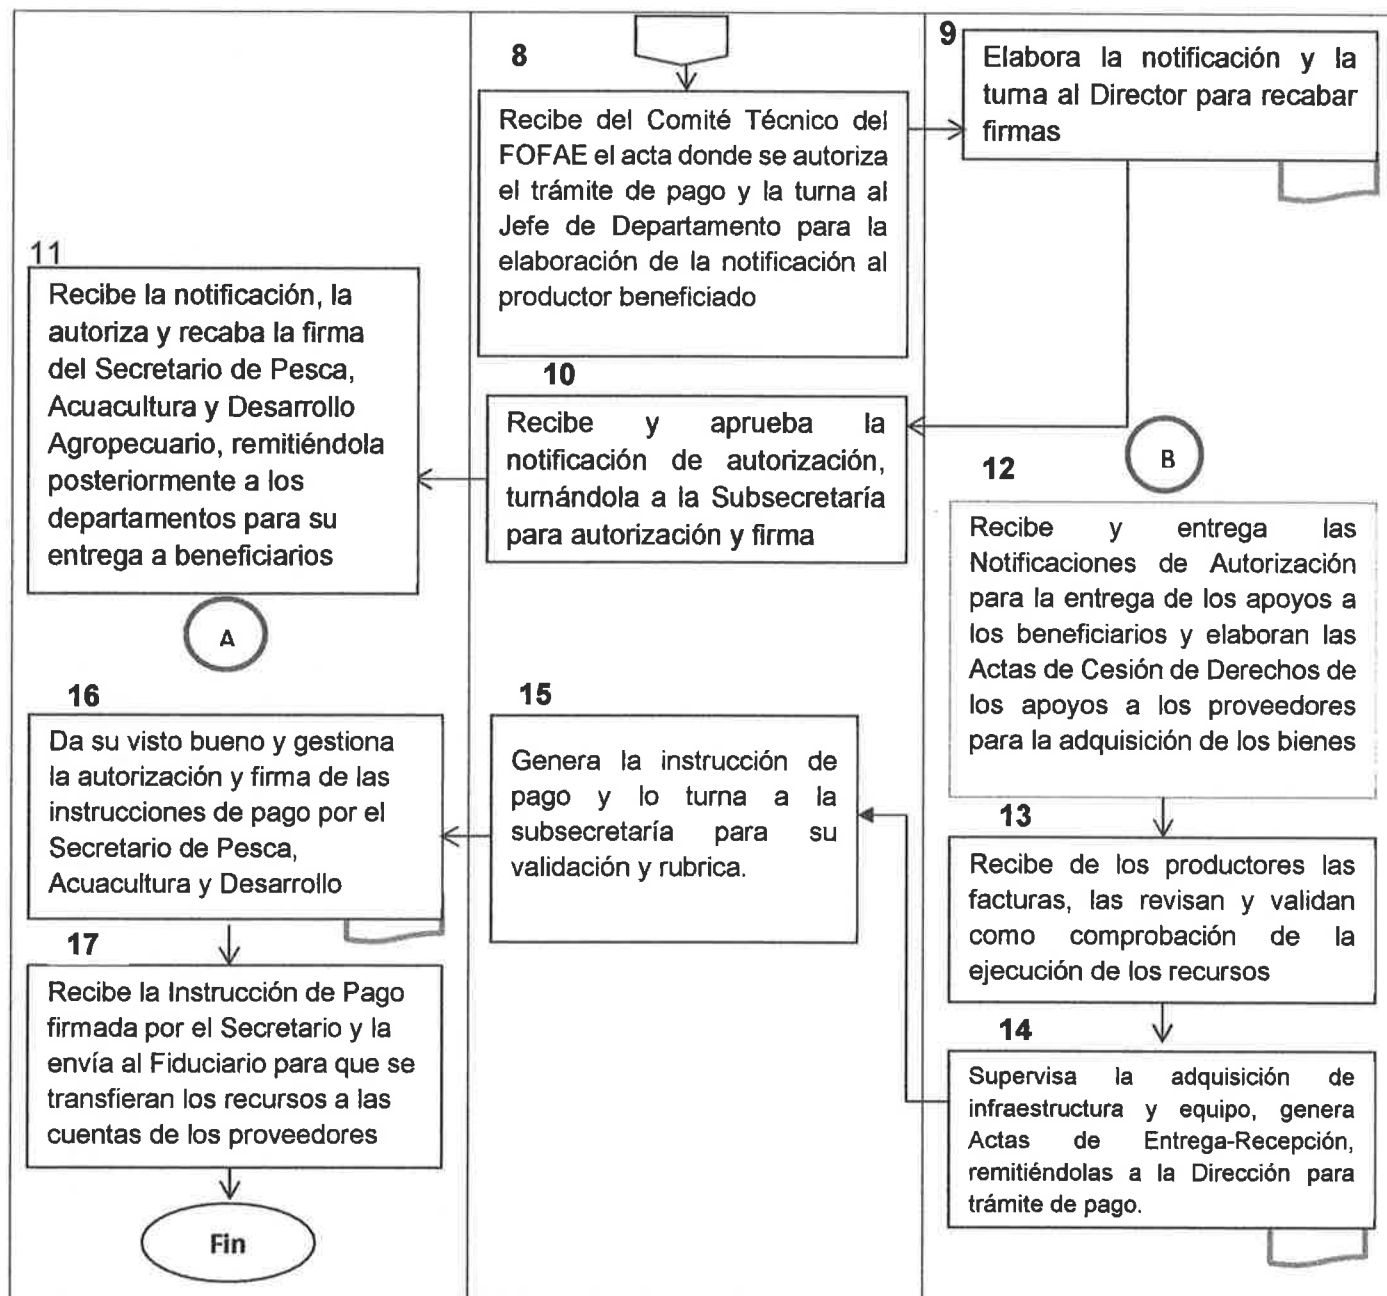 8
Recibe del Comité Técnico del
FOFAE el acta donde se autoriza
el trámite de pago y la turna al
Jefe de Departamento para la
elaboración de la notificación al
productor beneficiado
9
Elabora la notificación y la
turna al Director para recabar
firmas
10
Recibe y aprueba la
notificación de autorización,
turnándola a la Subsecretaría
para autorización y firma
11
Recibe la notificación, la
autoriza y recaba la firma
del Secretario de Pesca,
Acuacultura y Desarrollo
Agropecuario, remitiéndola
posteriormente a los
departamentos para su
entrega a beneficiarios
A
B
12
Recibe y entrega las
Notificaciones de Autorización
para la entrega de los apoyos a
los beneficiarios y elaboran las
Actas de Cesión de Derechos de
los apoyos a los proveedores
para la adquisición de los bienes
13
Recibe de los productores las
facturas, las revisan y validan
como comprobación de la
ejecución de los recursos
14
Supervisa la adquisición de
infraestructura y equipo, genera
Actas de Entrega-Recepción,
remitiéndolas a la Dirección para
trámite de pago.
15
Genera la instrucción de
pago y lo turna a la
subsecretaría para su
validación y rubrica.
16
Da su visto bueno y gestiona
la autorización y firma de las
instrucciones de pago por el
Secretario de Pesca,
Acuacultura y Desarrollo
17
Recibe la Instrucción de Pago
firmada por el Secretario y la
envía al Fiduciario para que se
transfieran los recursos a las
cuentas de los proveedores
Fin